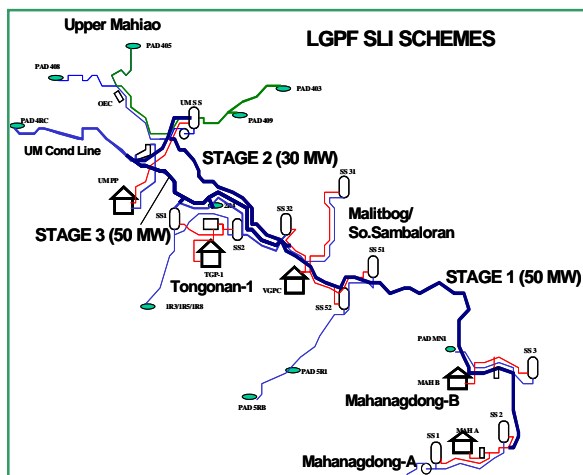 LGPF SLI SCHEMES
Upper Mahiao
PAD 405
PAD 408
PAD 403
OEC
UM S S
PAD 409
PAD 4RC
UM Cond Line
STAGE 2 (30 MW)
UM PP
SS 31
STAGE 3 (50 MW)
SS1
SS2
SS 32
Malitbog/
So.Sambaloran
TGP-1
Tongonan-1
VGPC
SS 51
SS 52
STAGE 1 (50 MW)
1R3/1R5/1R8
PAD MN1
SS 3
PAD 5R1
MAH B
PAD 5RB
Mahanagdong-B
MAH A
SS 2
SS 1
Mahanagdong-A